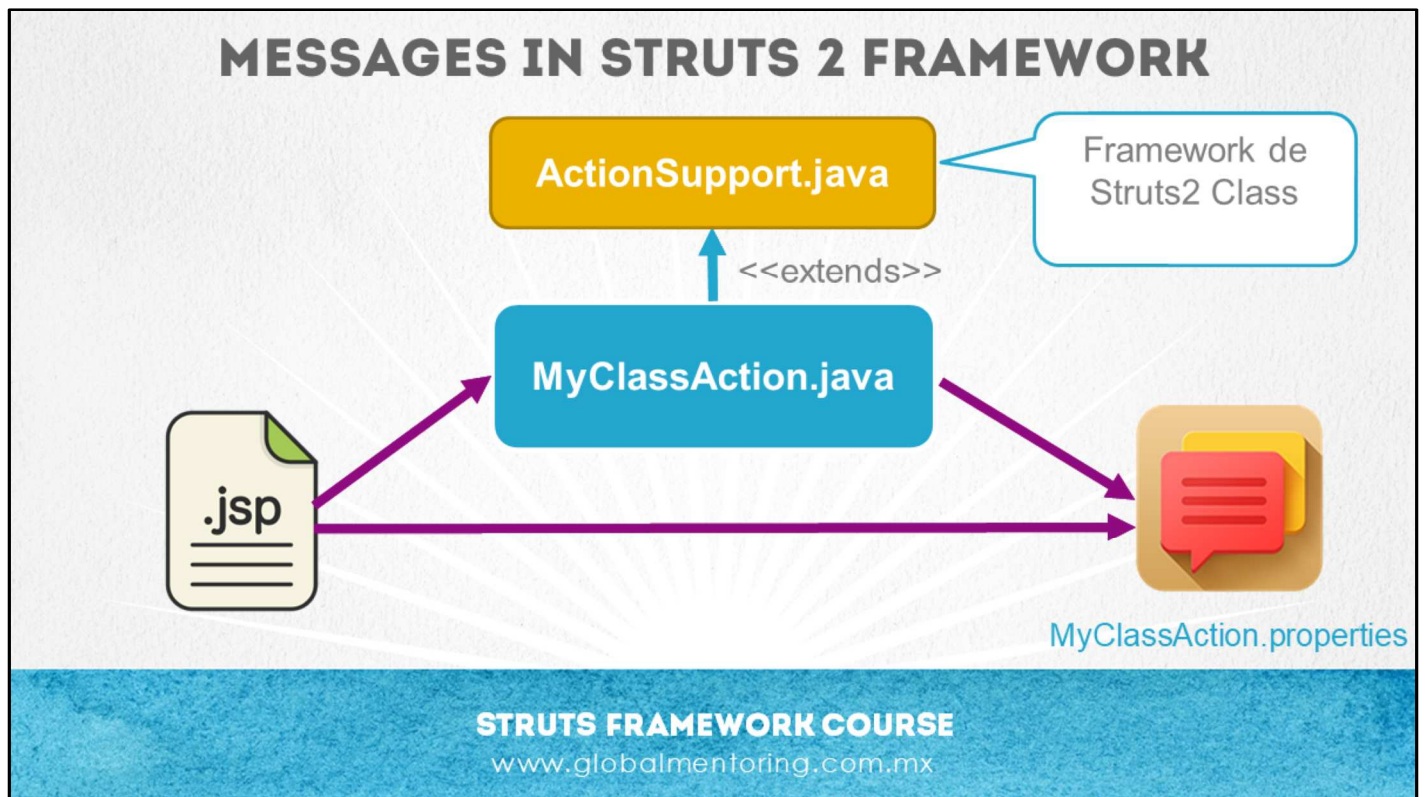 MESSAGES IN STRUTS 2 FRAMEWORK
ActionSupport.java
Framework de
Struts2 Class
<<extends>>
MyClassAction.java
.jsp
MyClassAction.properties
STRUTS FRAMEWORK COURSE
www.globalmentoring.com.mx